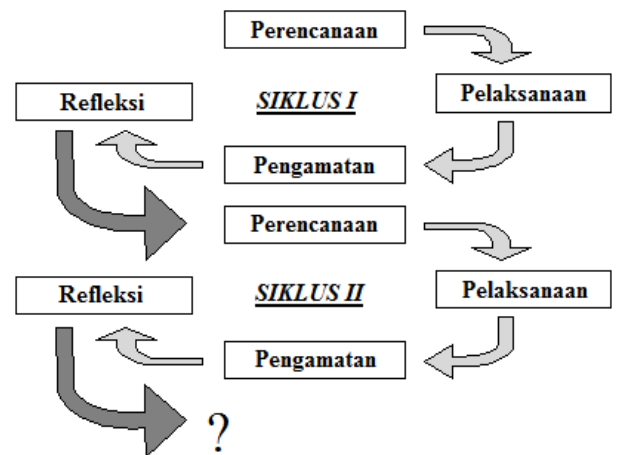 Perencanaan
Refleksi
SIKLUS I
Pelaksanaan
Pengamatan
Perencanaan
Refleksi
SIKLUS II
Pelaksanaan
Pengamatan
?